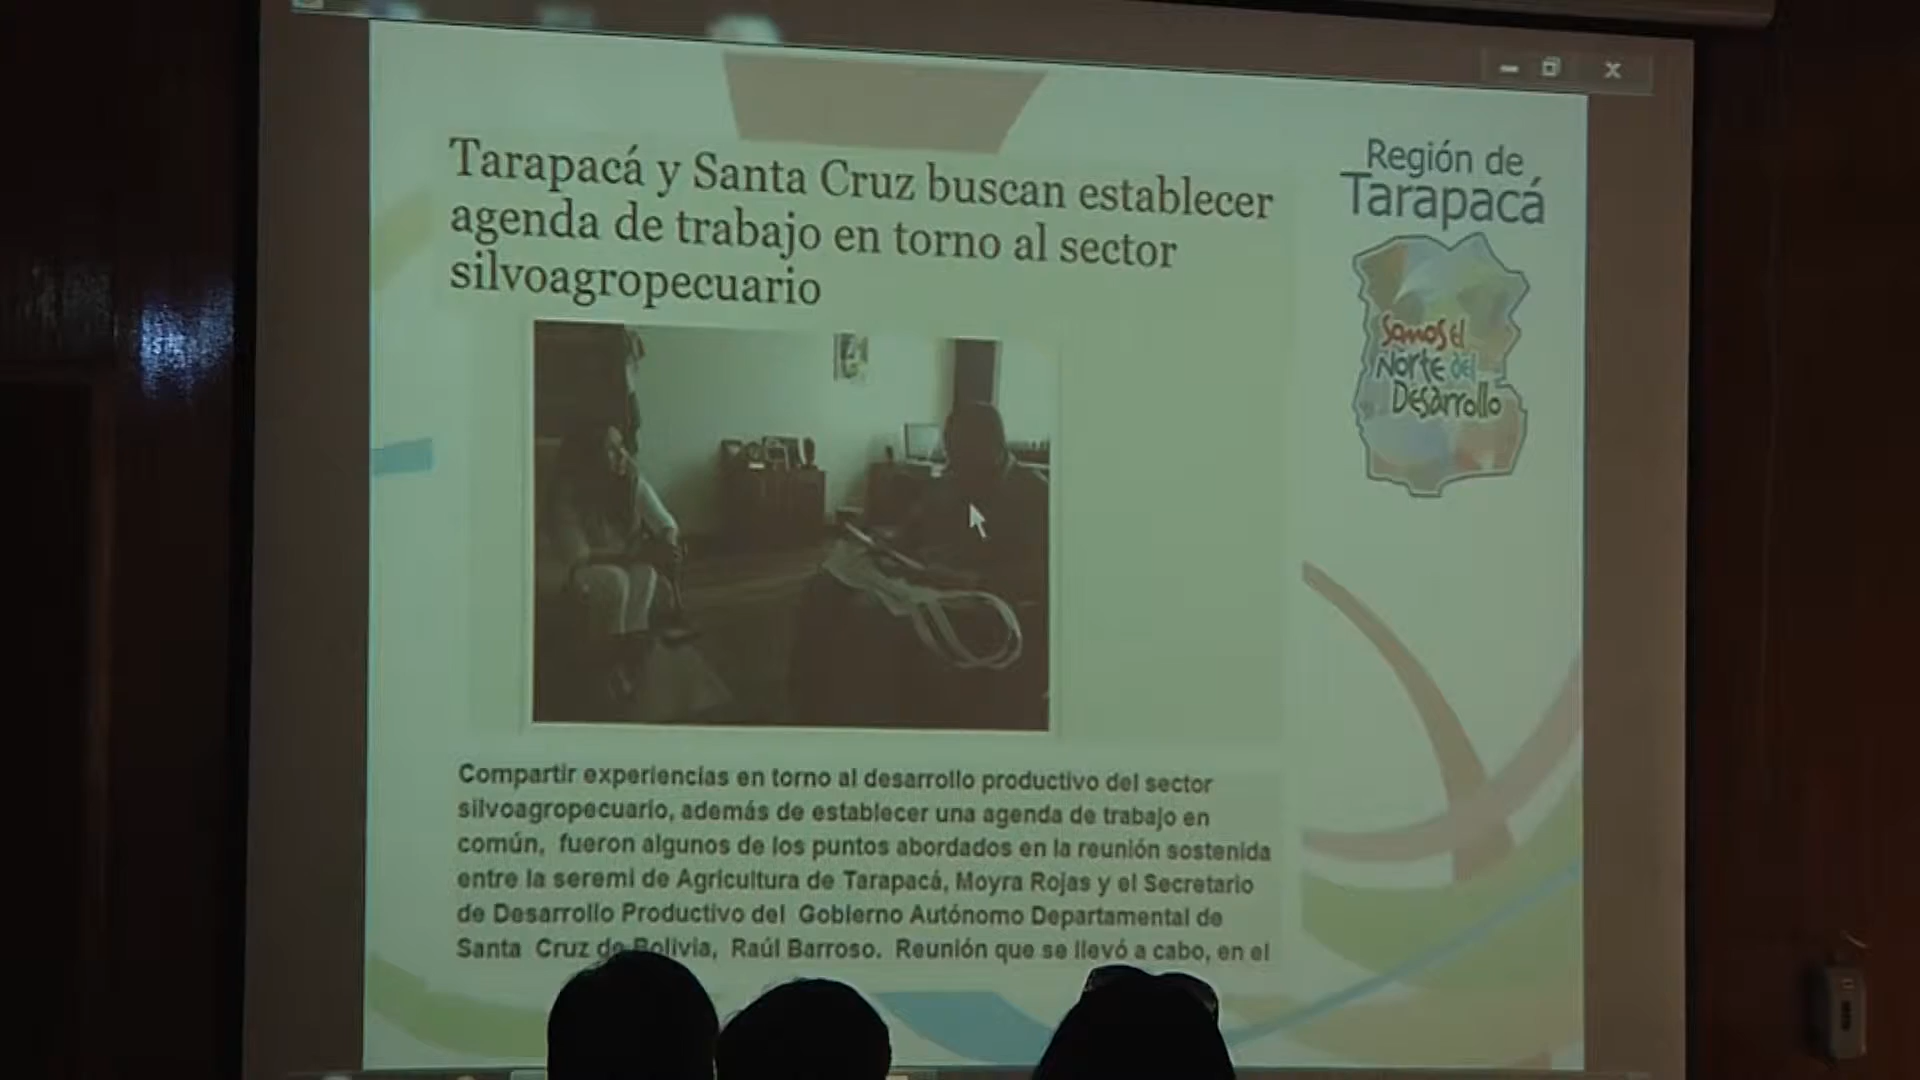 Tarapacá y Santa Cruz buscan establecer
agenda de trabajo en torno al sector
silvoagropecuario
Región de
Tarapacá
Somos El
Norte del
Desarrollo
Compartir experiencias en torno al desarrollo productivo del sector
silvoagropecuario, además de establecer una agenda de trabajo en
común, fueron algunos de los puntos abordados en la reunión sostenida
entre la seremi de Agricultura de Tarapacá, Moyra Rojas y el Secretario
de Desarrollo Productivo del Gobierno Autónomo Departamental de
Santa Cruz de Bolivia, Raúl Barroso. Reunión que se llevó a cabo, en el